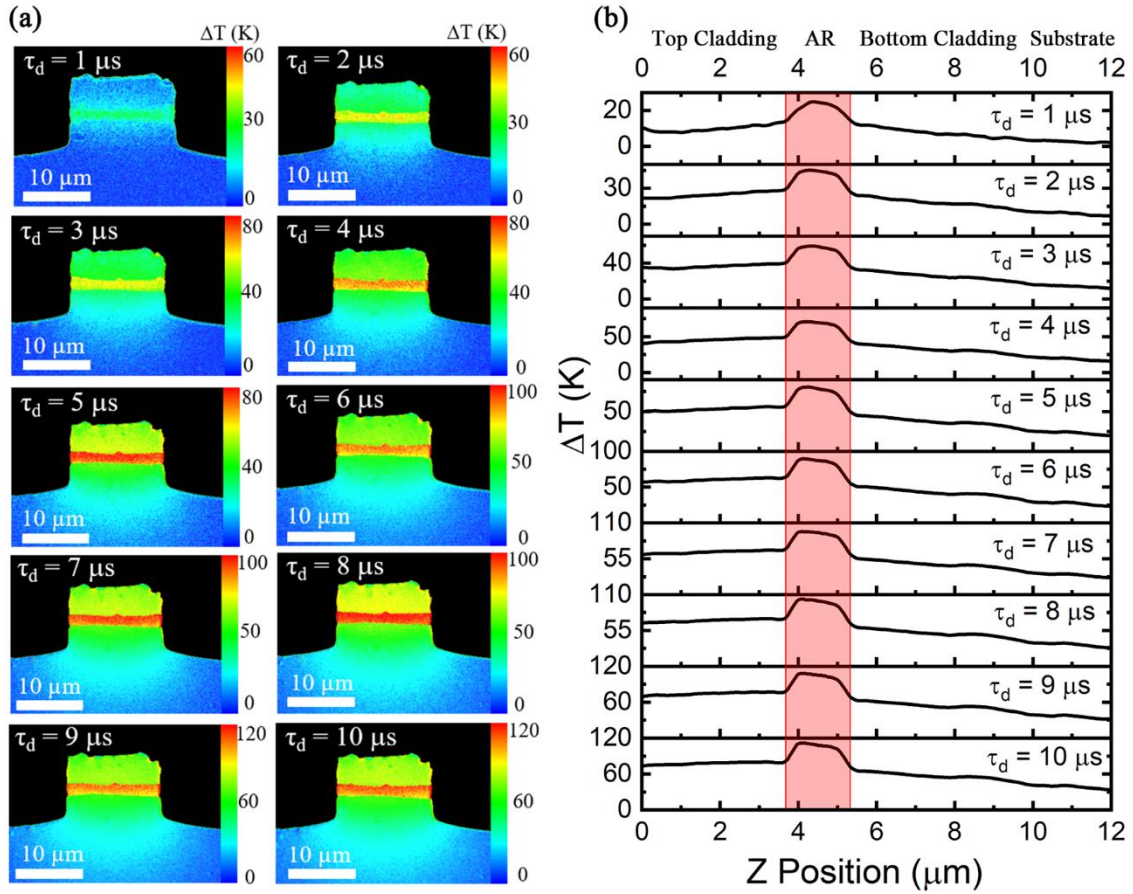 (a)
ΔT (K)
ΔT (K)
τd = 1 μs
60
30
0
10 μm
τd = 2 μs
60
30
0
10 μm
τd = 3 μs
80
40
0
10 μm
τd = 4 μs
80
40
0
10 μm
τd = 5 μs
80
40
0
10 μm
τd = 6 μs
100
50
0
10 μm
τd = 7 μs
100
50
0
10 μm
τd = 8 μs
100
50
0
10 μm
τd = 9 μs
120
60
0
10 μm
τd = 10 μs
120
60
0
10 μm
(b)
Top Cladding AR Bottom Cladding Substrate
0 2 4 6 8 10 12
20
0
τd = 1 μs
30
0
τd = 2 μs
40
0
τd = 3 μs
50
0
τd = 4 μs
50
τd = 5 μs
100
50
τd = 6 μs
110
55
τd = 7 μs
110
55
τd = 8 μs
120
60
τd = 9 μs
120
60
0
τd = 10 μs
ΔT (K)
0 2 4 6 8 10 12
Z Position (μm)